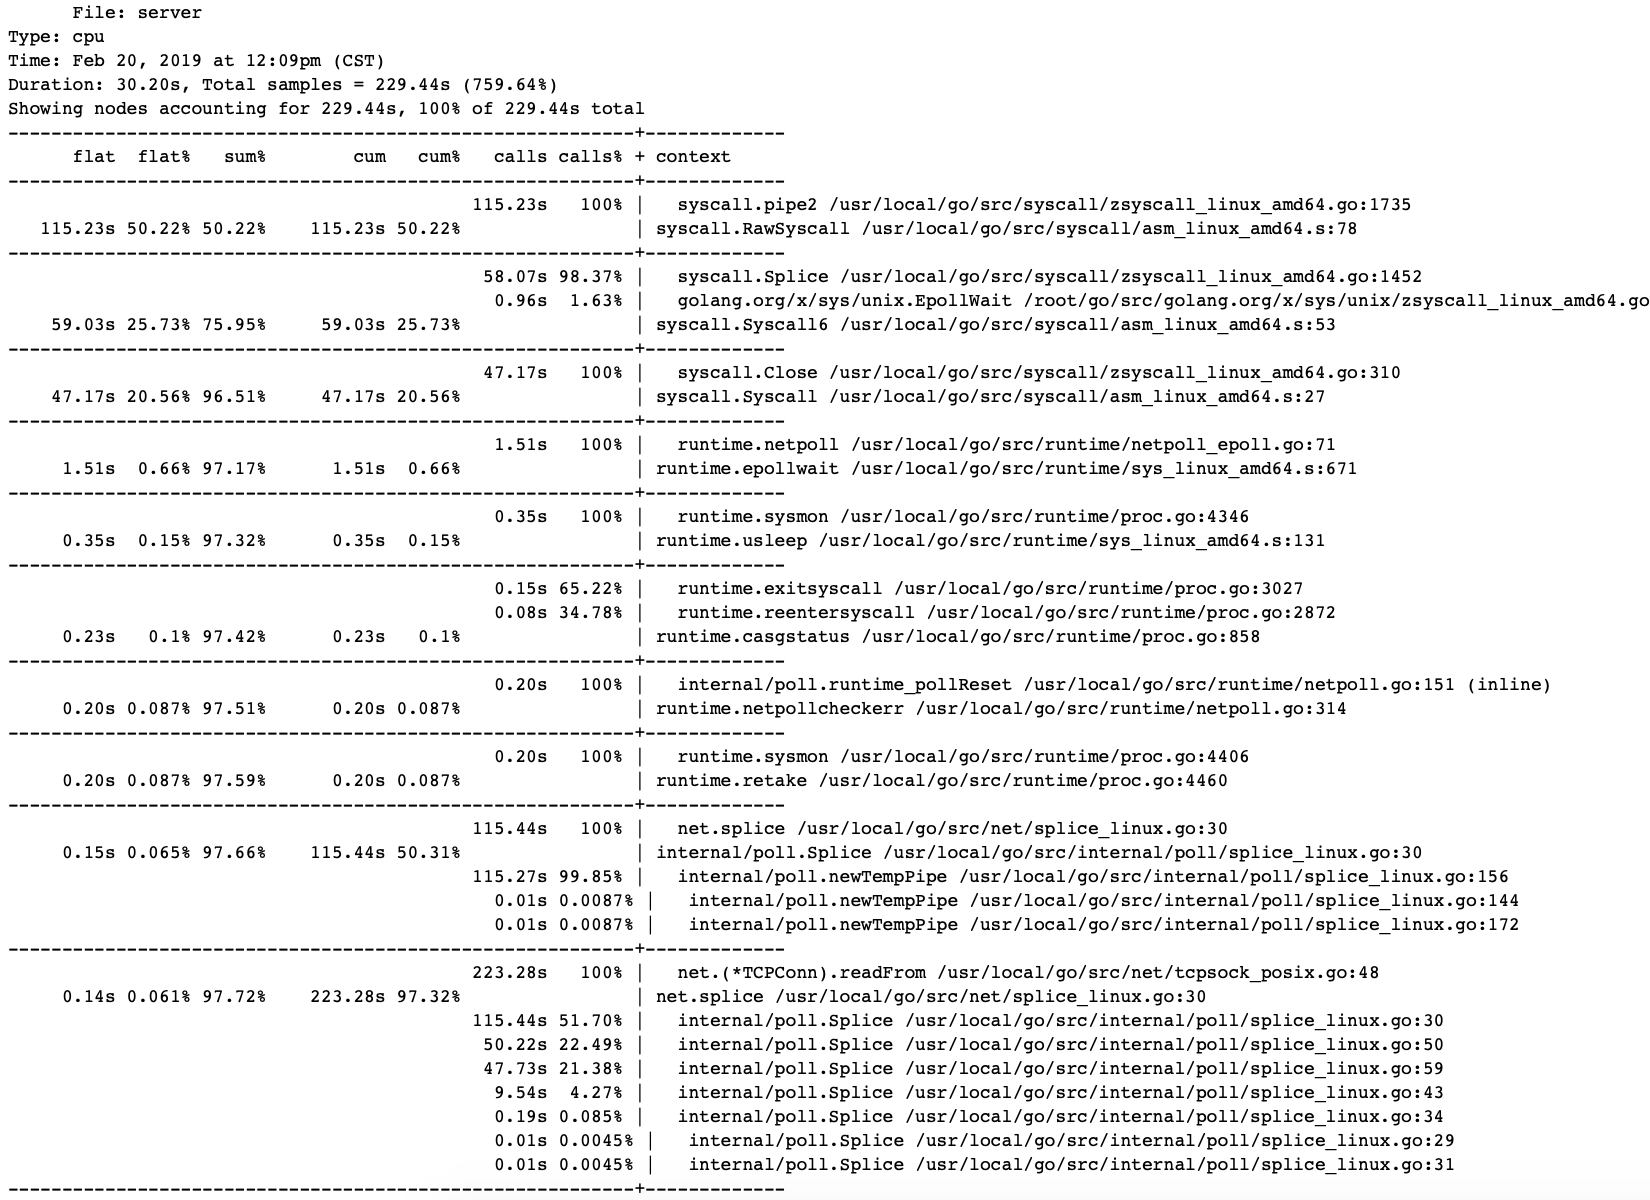 File: server
Type: cpu
Time: Feb 20, 2019 at 12:09pm (CST)
Duration: 30.20s, Total samples = 229.44s (759.64%)
Showing nodes accounting for 229.44s, 100% of 229.44s total
----------------------------------------------------------+-------------
      flat  flat%   sum%        cum   cum%   calls calls% + context
----------------------------------------------------------+-------------
                                           115.23s   100% |   syscall.pipe2 /usr/local/go/src/syscall/zsyscall_linux_amd64.go:1735
   115.23s 50.22% 50.22%    115.23s 50.22%                | syscall.RawSyscall /usr/local/go/src/syscall/asm_linux_amd64.s:78
----------------------------------------------------------+-------------
                                            58.07s 98.37% |   syscall.Splice /usr/local/go/src/syscall/zsyscall_linux_amd64.go:1452
                                             0.96s  1.63% |   golang.org/x/sys/unix.EpollWait /root/go/src/golang.org/x/sys/unix/zsyscall_linux_amd64.go
    59.03s 25.73% 75.95%     59.03s 25.73%                | syscall.Syscall6 /usr/local/go/src/syscall/asm_linux_amd64.s:53
----------------------------------------------------------+-------------
                                            47.17s   100% |   syscall.Close /usr/local/go/src/syscall/zsyscall_linux_amd64.go:310
    47.17s 20.56% 96.51%     47.17s 20.56%                | syscall.Syscall /usr/local/go/src/syscall/asm_linux_amd64.s:27
----------------------------------------------------------+-------------
                                             1.51s   100% |   runtime.netpoll /usr/local/go/src/runtime/netpoll_epoll.go:71
     1.51s  0.66% 97.17%      1.51s  0.66%                | runtime.epollwait /usr/local/go/src/runtime/sys_linux_amd64.s:671
----------------------------------------------------------+-------------
                                             0.35s   100% |   runtime.sysmon /usr/local/go/src/runtime/proc.go:4346
     0.35s  0.15% 97.32%      0.35s  0.15%                | runtime.usleep /usr/local/go/src/runtime/sys_linux_amd64.s:131
----------------------------------------------------------+-------------
                                             0.15s 65.22% |   runtime.exitsyscall /usr/local/go/src/runtime/proc.go:3027
                                             0.08s 34.78% |   runtime.reentersyscall /usr/local/go/src/runtime/proc.go:2872
     0.23s   0.1% 97.42%      0.23s   0.1%                | runtime.casgstatus /usr/local/go/src/runtime/proc.go:858
----------------------------------------------------------+-------------
                                             0.20s   100% |   internal/poll.runtime_pollReset /usr/local/go/src/runtime/netpoll.go:151 (inline)
     0.20s 0.087% 97.51%      0.20s 0.087%                | runtime.netpollcheckerr /usr/local/go/src/runtime/netpoll.go:314
----------------------------------------------------------+-------------
                                             0.20s   100% |   runtime.sysmon /usr/local/go/src/runtime/proc.go:4406
     0.20s 0.087% 97.59%      0.20s 0.087%                | runtime.retake /usr/local/go/src/runtime/proc.go:4460
----------------------------------------------------------+-------------
                                           115.44s   100% |   net.splice /usr/local/go/src/net/splice_linux.go:30
     0.15s 0.065% 97.66%    115.44s 50.31%                | internal/poll.Splice /usr/local/go/src/internal/poll/splice_linux.go:30
                                           115.27s 99.85% |   internal/poll.newTempPipe /usr/local/go/src/internal/poll/splice_linux.go:156
                                             0.01s 0.0087% |   internal/poll.newTempPipe /usr/local/go/src/internal/poll/splice_linux.go:144
                                             0.01s 0.0087% |   internal/poll.newTempPipe /usr/local/go/src/internal/poll/splice_linux.go:172
----------------------------------------------------------+-------------
                                           223.28s   100% |   net.(*TCPConn).readFrom /usr/local/go/src/net/tcpsock_posix.go:48
     0.14s 0.061% 97.72%    223.28s 97.32%                | net.splice /usr/local/go/src/net/splice_linux.go:30
                                           115.44s 51.70% |   internal/poll.Splice /usr/local/go/src/internal/poll/splice_linux.go:30
                                            50.22s 22.49% |   internal/poll.Splice /usr/local/go/src/internal/poll/splice_linux.go:50
                                            47.73s 21.38% |   internal/poll.Splice /usr/local/go/src/internal/poll/splice_linux.go:59
                                             9.54s  4.27% |   internal/poll.Splice /usr/local/go/src/internal/poll/splice_linux.go:43
                                             0.19s 0.085% |   internal/poll.Splice /usr/local/go/src/internal/poll/splice_linux.go:34
                                             0.01s 0.0045% |   internal/poll.Splice /usr/local/go/src/internal/poll/splice_linux.go:29
                                             0.01s 0.0045% |   internal/poll.Splice /usr/local/go/src/internal/poll/splice_linux.go:31
----------------------------------------------------------+-------------